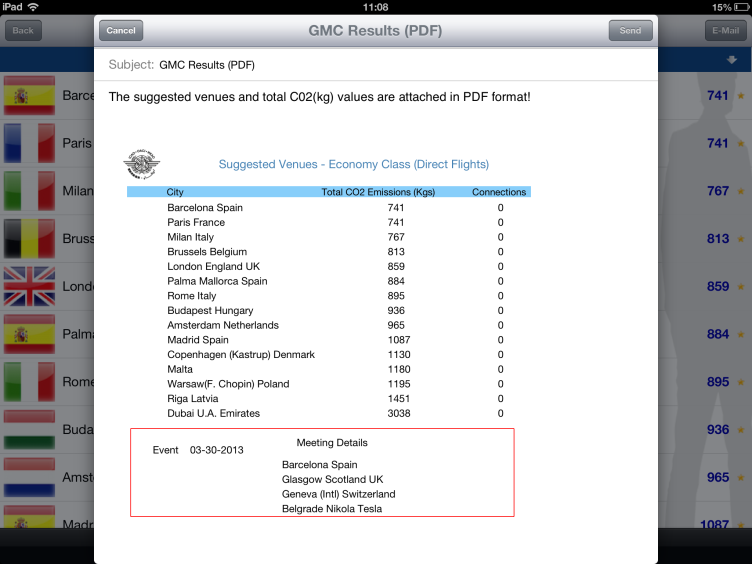 iPad 11:08 15%
Back Cancel GMC Results (PDF) Send E-Mail
Subject: GMC Results (PDF)
The suggested venues and total C02(kg) values are attached in PDF format!
Suggested Venues - Economy Class (Direct Flights)
City Total CO2 Emissions (Kgs) Connections
Barcelona Spain 741 0
Paris France 741 0
Milan Italy 767 0
Brussels Belgium 813 0
London England UK 859 0
Palma Mallorca Spain 884 0
Rome Italy 895 0
Budapest Hungary 936 0
Amsterdam Netherlands 965 0
Madrid Spain 1087 0
Copenhagen (Kastrup) Denmark 1130 0
Malta 1180 0
Warsaw(F. Chopin) Poland 1195 0
Riga Latvia 1451 0
Dubai U.A. Emirates 3038 0
Meeting Details
Event 03-30-2013
Barcelona Spain
Glasgow Scotland UK
Geneva (Intl) Switzerland
Belgrade Nikola Tesla
Barce 741
Paris 741
Milan 767
Bruss 813
Lond 859
Palma 884
Rome 895
Buda 936
Amst 965
Madr 1087